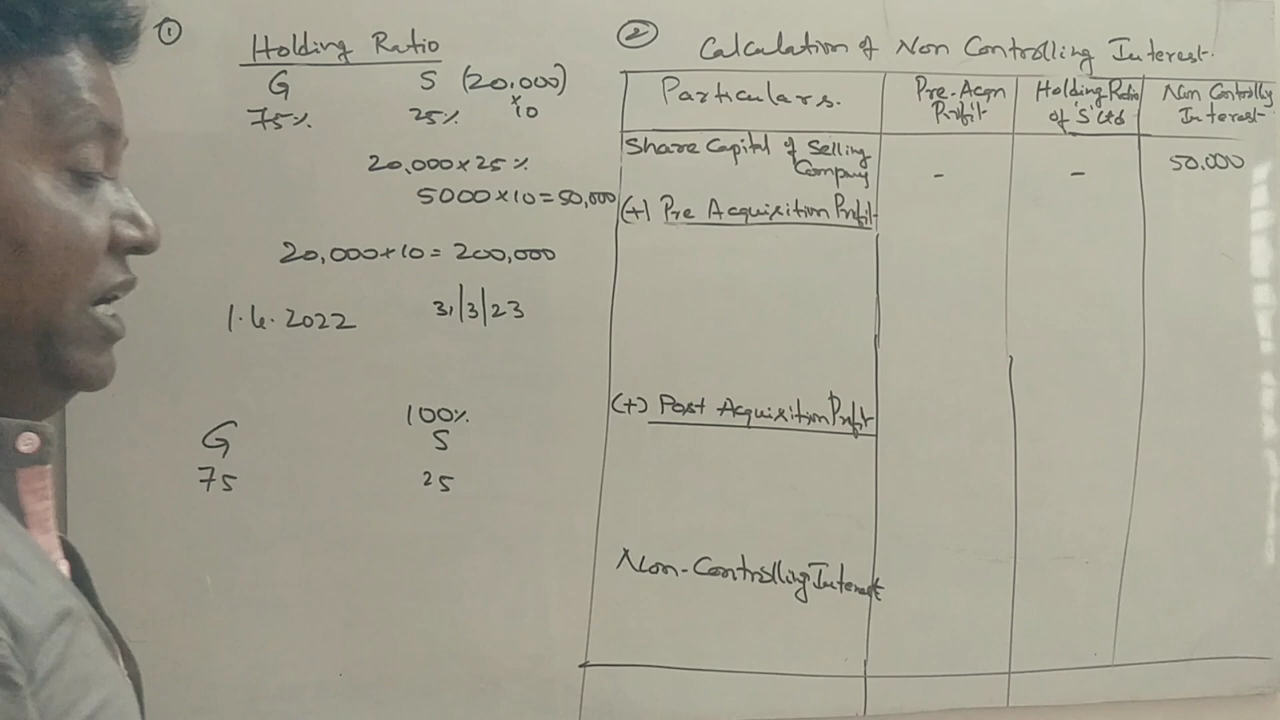 ①
Holding Ratio
G S (20,000)
75% 25% × 10
20,000 × 25%
5000 × 10 = 50,000
20,000 × 10 = 200,000
1.4.2022 31/3/23
100%
G S
75 25
② Calculation of Non Controlling Interest.
Particulars. Pre-Acqn Profit Holding Ratio of 'S' Ltd Non Controlling Interest
Share Capital of Selling Company - - 50,000
(+) Pre Acquisition Profit
(+) Post Acquisition Profit
Non-Controlling Interest